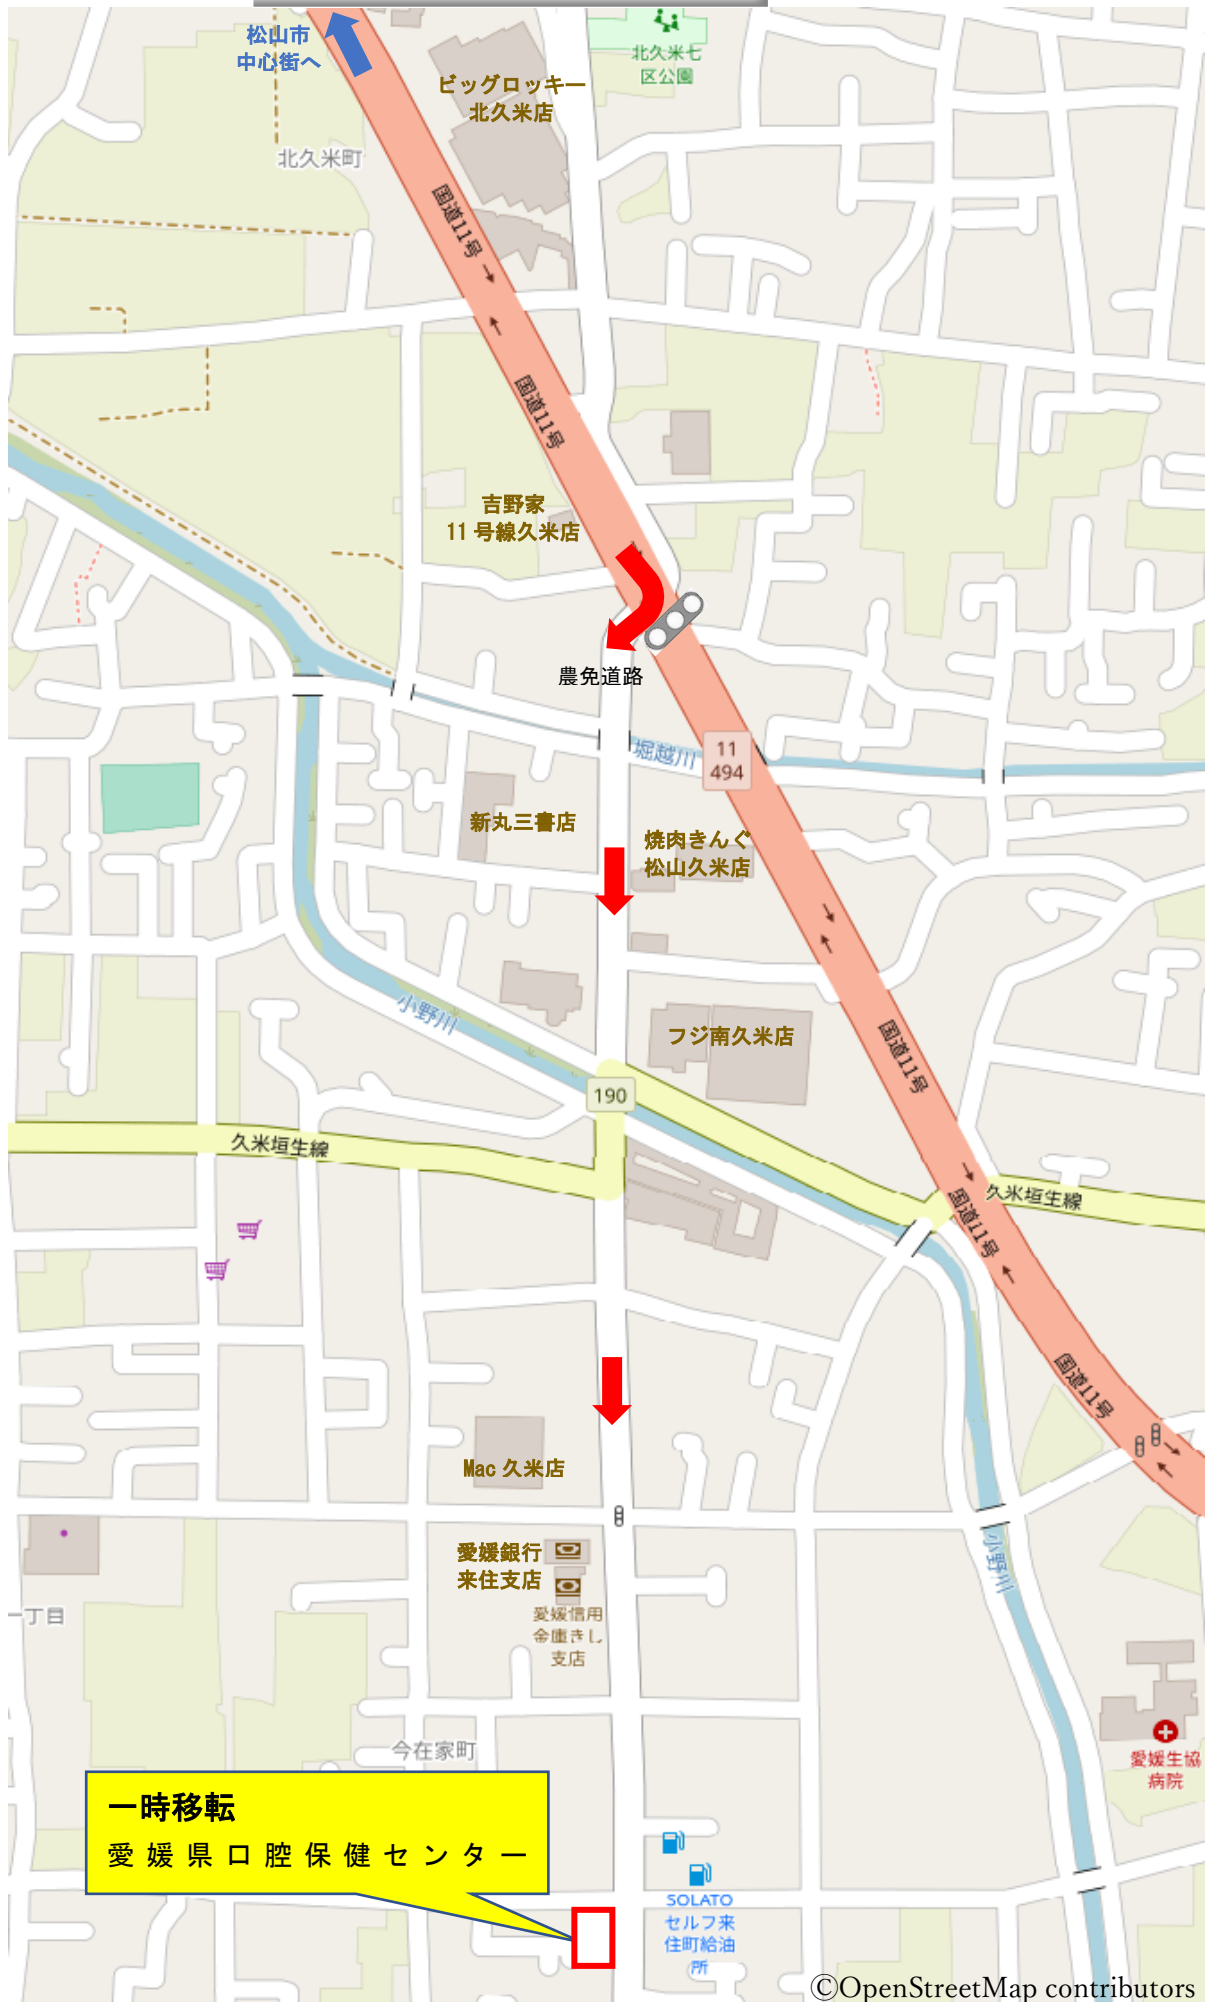 松山市
中心街へ
北久米七
区公園
ビッグロッキー
北久米店
北久米町
国道11号
国道11号
吉野家
11号線久米店
農免道路
堀越川
11
494
新丸三書店
焼肉きんぐ
松山久米店
小野川
フジ南久米店
国道11号
190
久米垣生線
久米垣生線
国道11号
国道11号
Mac 久米店
愛媛銀行
来住支店
小野川
愛媛信用
金庫きし
支店
一丁目
今在家町
愛媛生協
病院
一時移転
愛媛県口腔保健センター
SOLATO
セルフ来
住町給油
所
©OpenStreetMap contributors